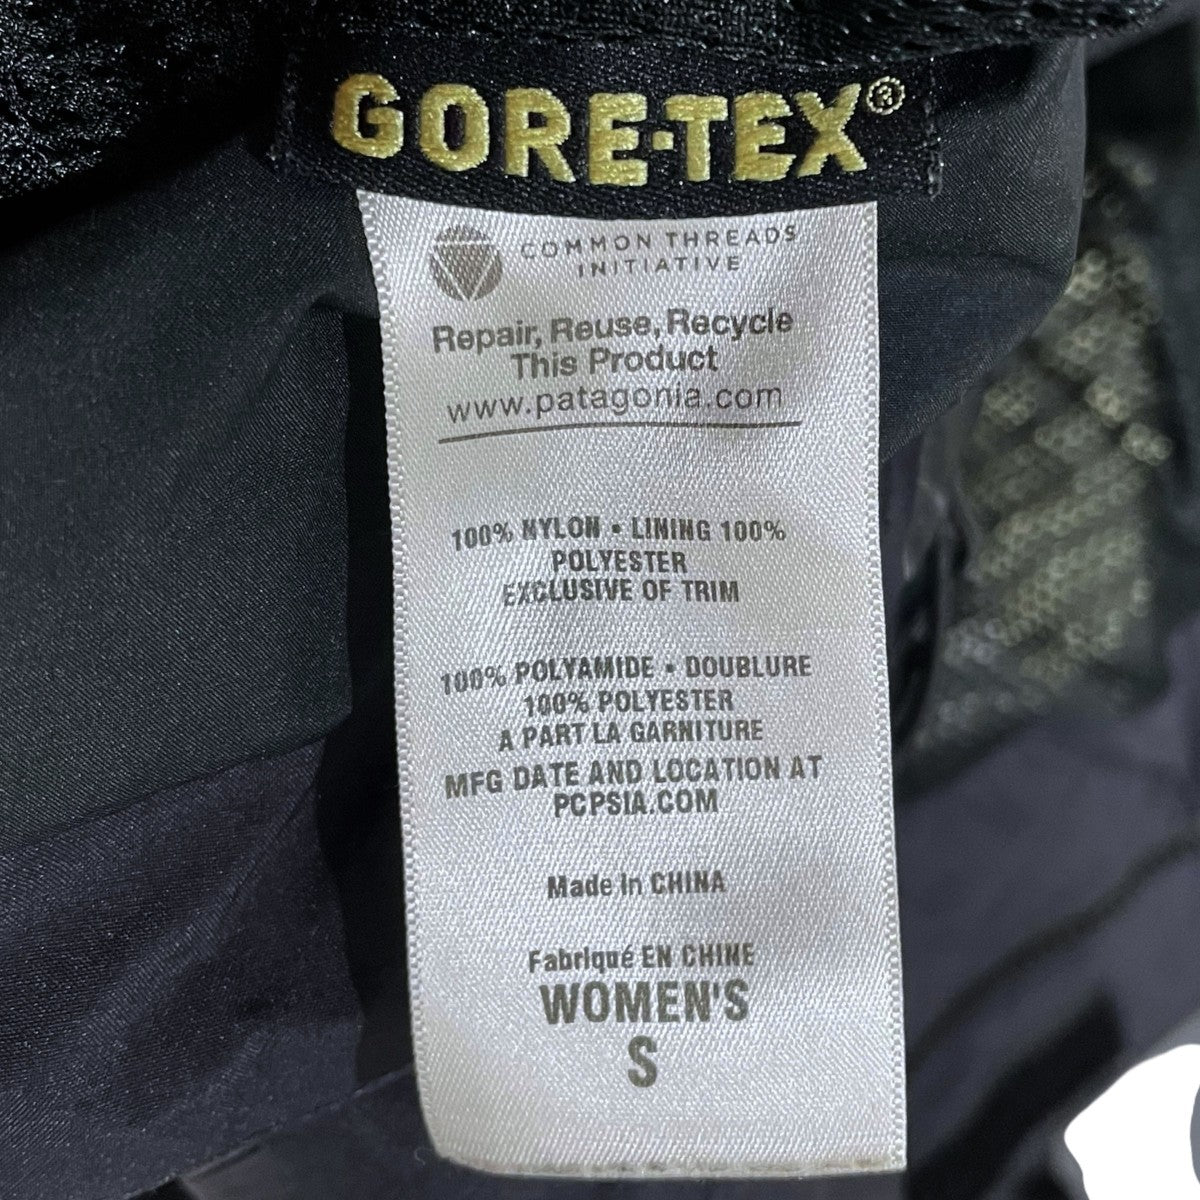 GORE-TEX®
COMMON THREADS
INITIATIVE
Repair, Reuse, Recycle
This Product
www.patagonia.com
100% NYLON • LINING 100%
POLYESTER
EXCLUSIVE OF TRIM
100% POLYAMIDE • DOUBLURE
100% POLYESTER
A PART LA GARNITURE
MFG DATE AND LOCATION AT
PCPSIA.COM
Made in CHINA
Fabriqué EN CHINE
WOMEN'S
S